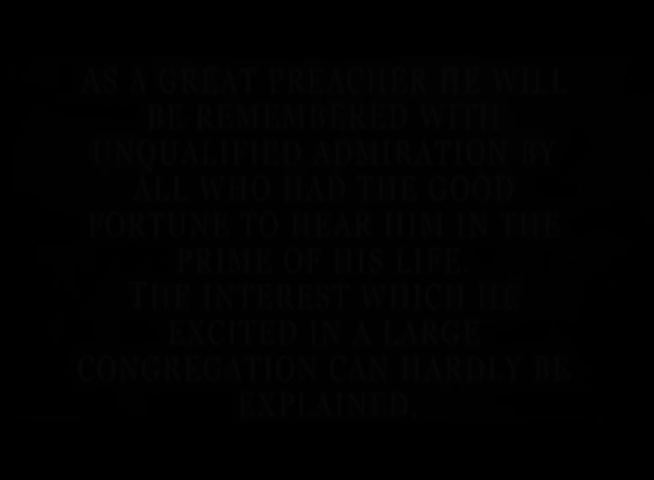 AS A GREAT PREACHER HE WILL
BE REMEMBERED WITH
UNQUALIFIED ADMIRATION BY
ALL WHO HAD THE GOOD
FORTUNE TO HEAR HIM IN THE
PRIME OF HIS LIFE.
THE INTEREST WHICH HE
EXCITED IN A LARGE
CONGREGATION CAN HARDLY BE
EXPLAINED.